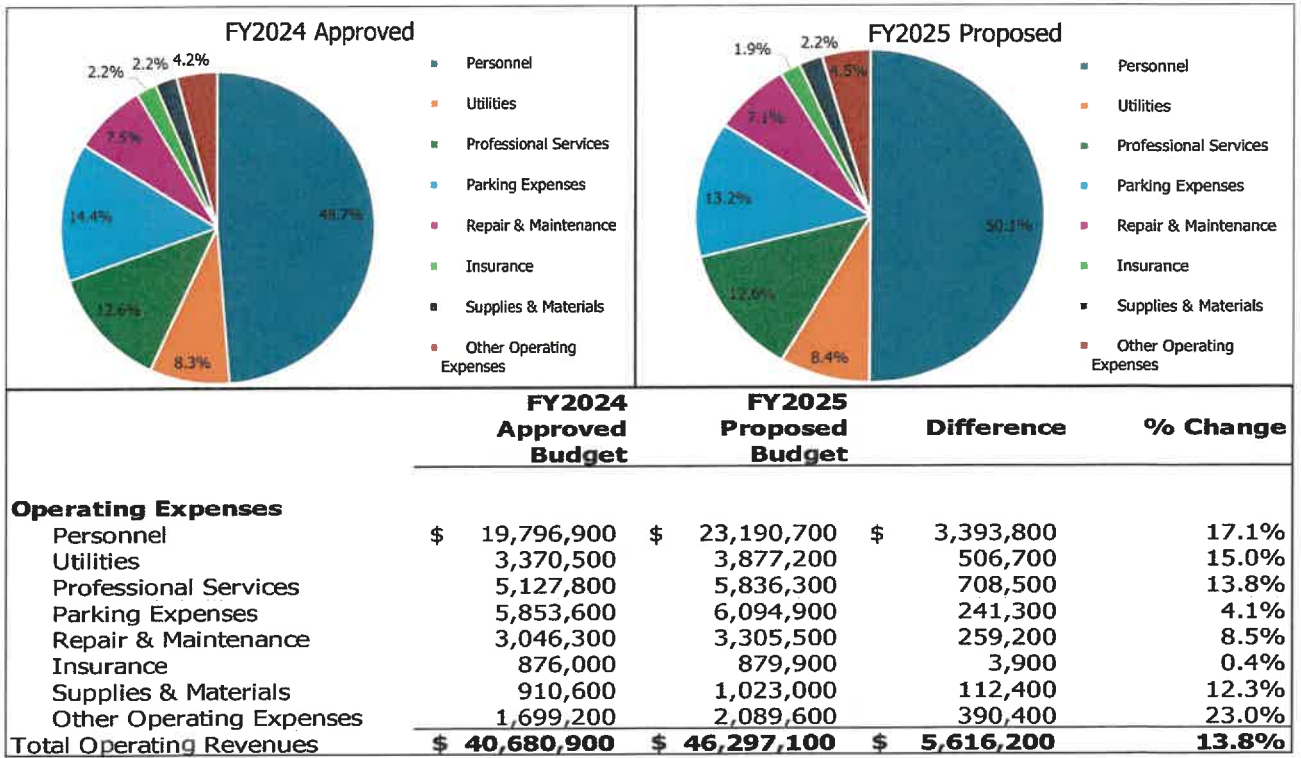 FY2024 Approved
2.2%
2.2%
4.2%
7.5%
14.4%
12.6%
8.3%
48.7%
Personnel
Utilities
Professional Services
Parking Expenses
Repair & Maintenance
Insurance
Supplies & Materials
Other Operating
Expenses
FY2025 Proposed
1.9%
2.2%
4.5%
7.1%
13.2%
12.6%
8.4%
50.1%
Personnel
Utilities
Professional Services
Parking Expenses
Repair & Maintenance
Insurance
Supplies & Materials
Other Operating
Expenses
FY2024 FY2025
Approved Proposed Difference % Change
Budget Budget
Operating Expenses
Personnel $ 19,796,900 $ 23,190,700 $ 3,393,800 17.1%
Utilities 3,370,500 3,877,200 506,700 15.0%
Professional Services 5,127,800 5,836,300 708,500 13.8%
Parking Expenses 5,853,600 6,094,900 241,300 4.1%
Repair & Maintenance 3,046,300 3,305,500 259,200 8.5%
Insurance 876,000 879,900 3,900 0.4%
Supplies & Materials 910,600 1,023,000 112,400 12.3%
Other Operating Expenses 1,699,200 2,089,600 390,400 23.0%
Total Operating Revenues $ 40,680,900 $ 46,297,100 $ 5,616,200 13.8%